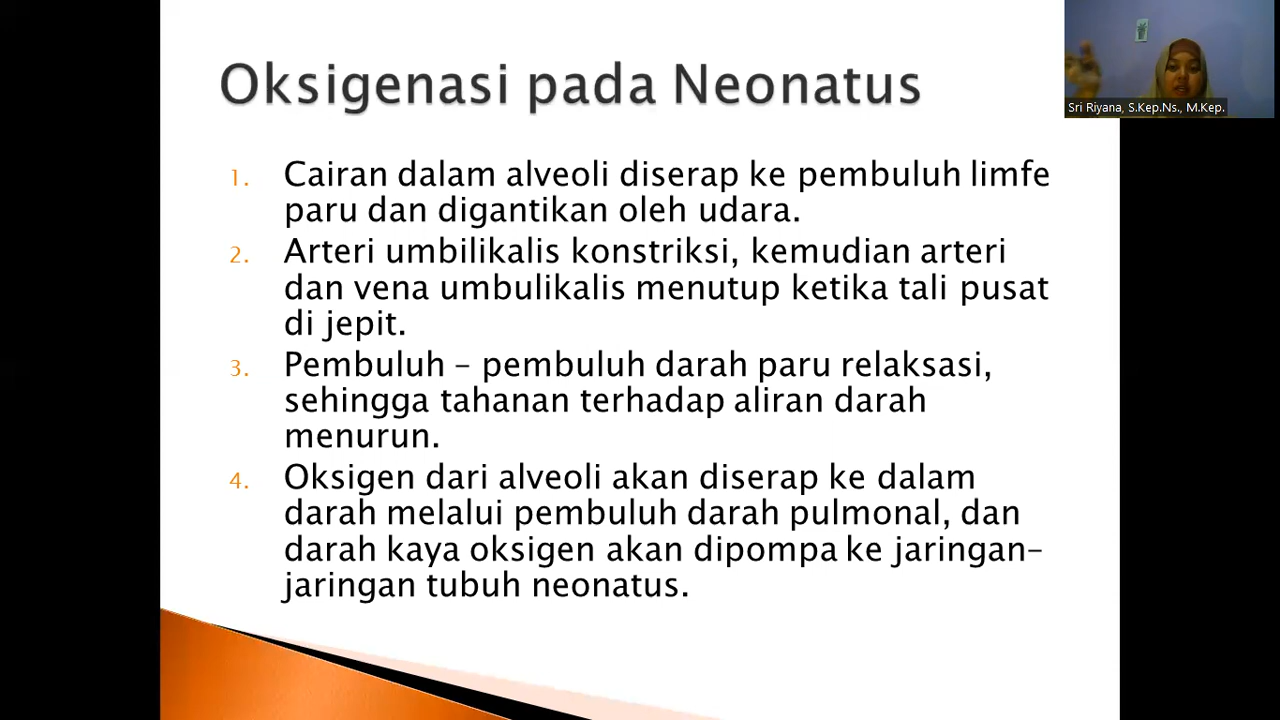 Oksigenasi pada Neonatus
Sri Riyana, S.Kep.Ns., M.Kep.
1. Cairan dalam alveoli diserap ke pembuluh limfe
paru dan digantikan oleh udara.
2. Arteri umbilikalis konstriksi, kemudian arteri
dan vena umbulikalis menutup ketika tali pusat
di jepit.
3. Pembuluh – pembuluh darah paru relaksasi,
sehingga tahanan terhadap aliran darah
menurun.
4. Oksigen dari alveoli akan diserap ke dalam
darah melalui pembuluh darah pulmonal, dan
darah kaya oksigen akan dipompa ke jaringan-
jaringan tubuh neonatus.